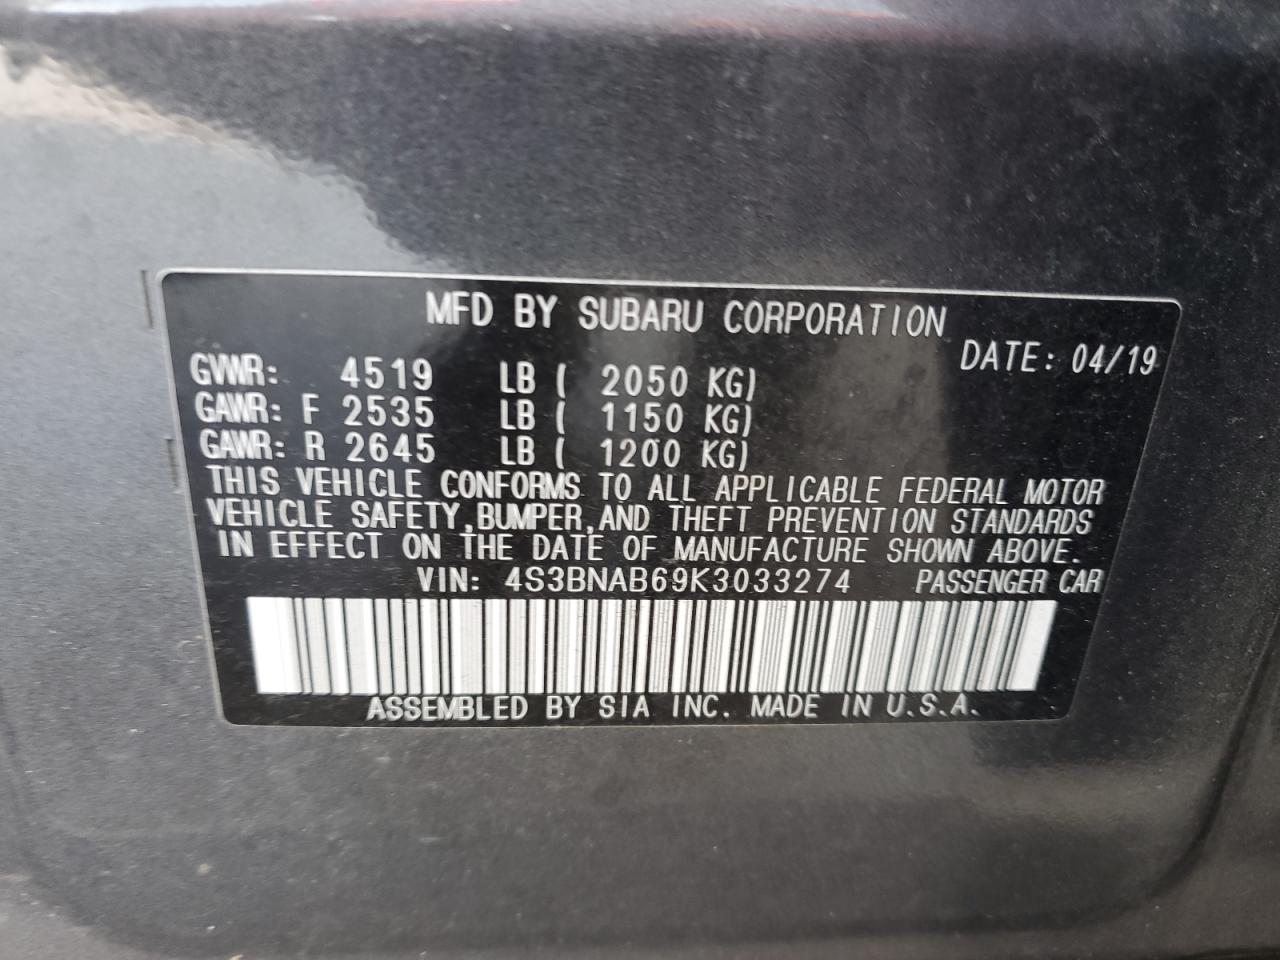 MFD BY SUBARU CORPORATION
DATE: 04/19
GVWR: 4519 LB ( 2050 KG)
GAWR: F 2535 LB ( 1150 KG)
GAWR: R 2645 LB ( 1200 KG)
THIS VEHICLE CONFORMS TO ALL APPLICABLE FEDERAL MOTOR
VEHICLE SAFETY,BUMPER,AND THEFT PREVENTION STANDARDS
IN EFFECT ON THE DATE OF MANUFACTURE SHOWN ABOVE.
VIN: 4S3BNAB69K3033274 PASSENGER CAR
ASSEMBLED BY SIA INC. MADE IN U.S.A.